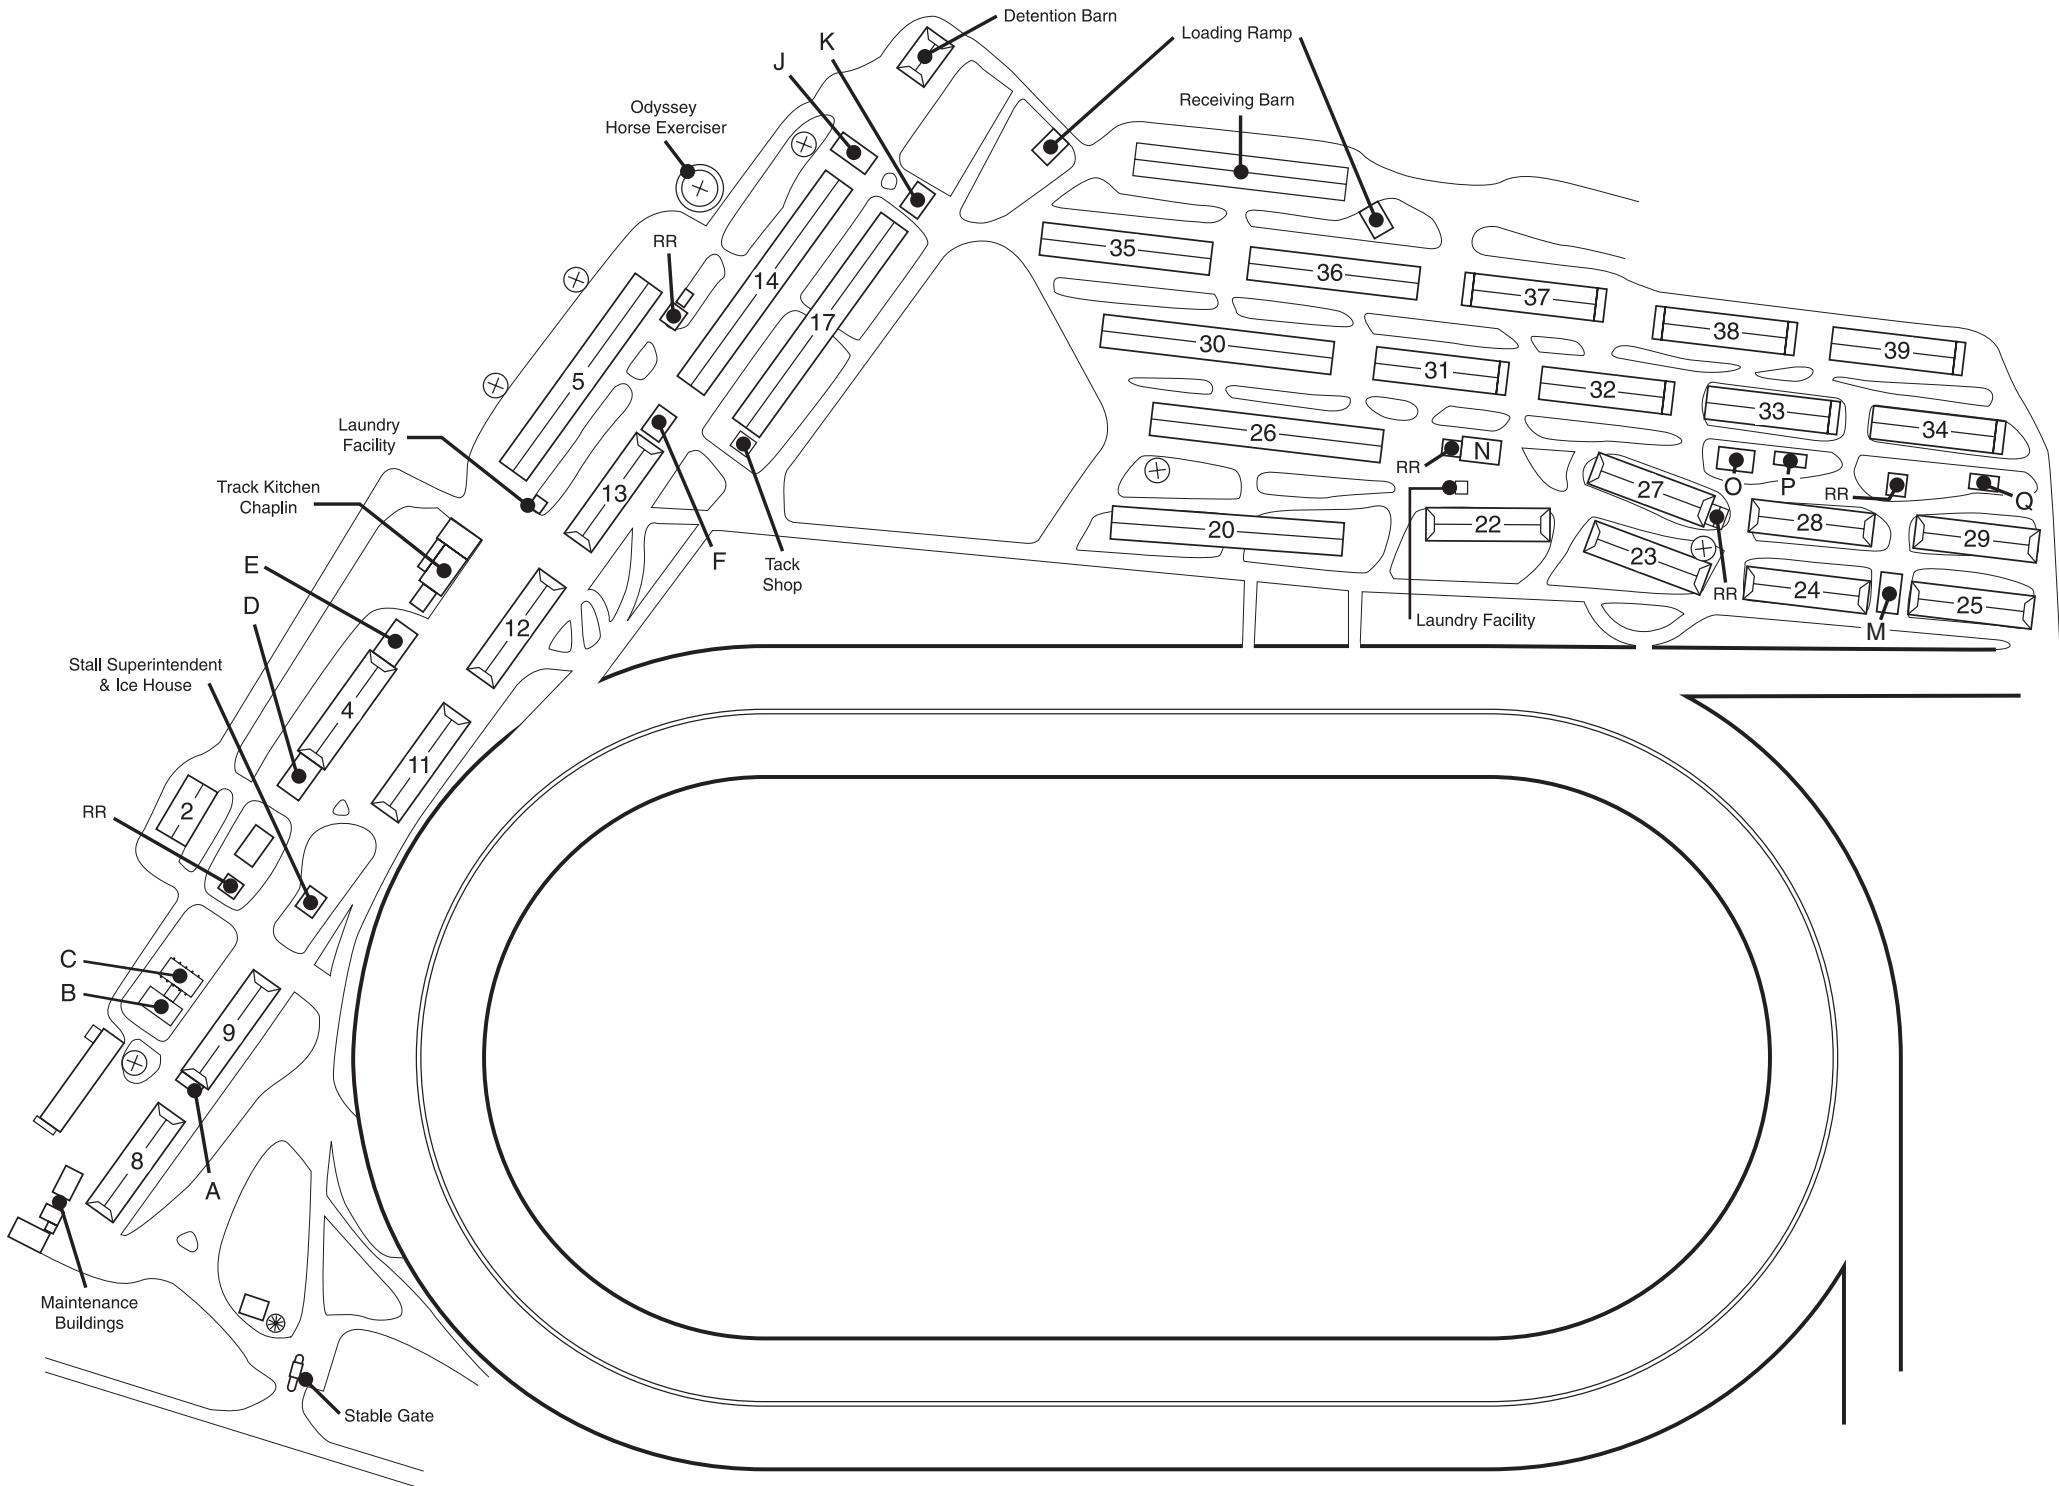 Detention Barn
K
Loading Ramp
J
Receiving Barn
Odyssey
Horse Exerciser
RR
35
36
14
37
17
38
30
39
31
5
32
33
Laundry
Facility
26
34
N
RR
Track Kitchen
Chaplin
13
27
O
P
RR
Q
20
22
28
29
F
Tack
Shop
E
23
D
24
RR
25
Laundry Facility
M
12
Stall Superintendent
& Ice House
4
11
2
RR
C
B
9
8
A
Maintenance
Buildings
Stable Gate